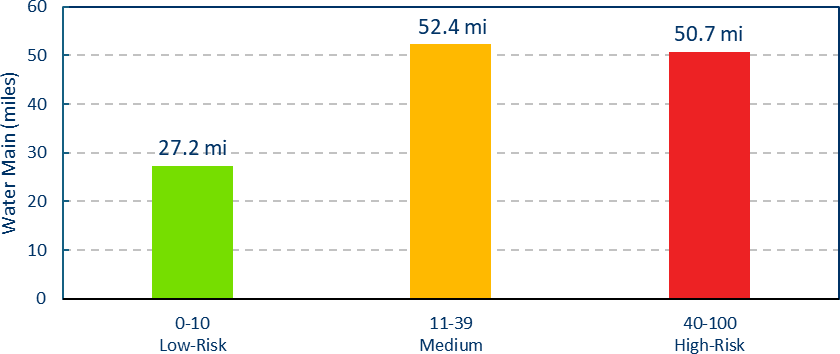 Water Main (miles)
60
50
40
30
20
10
0
27.2 mi
52.4 mi
50.7 mi
0-10
Low-Risk
11-39
Medium
40-100
High-Risk